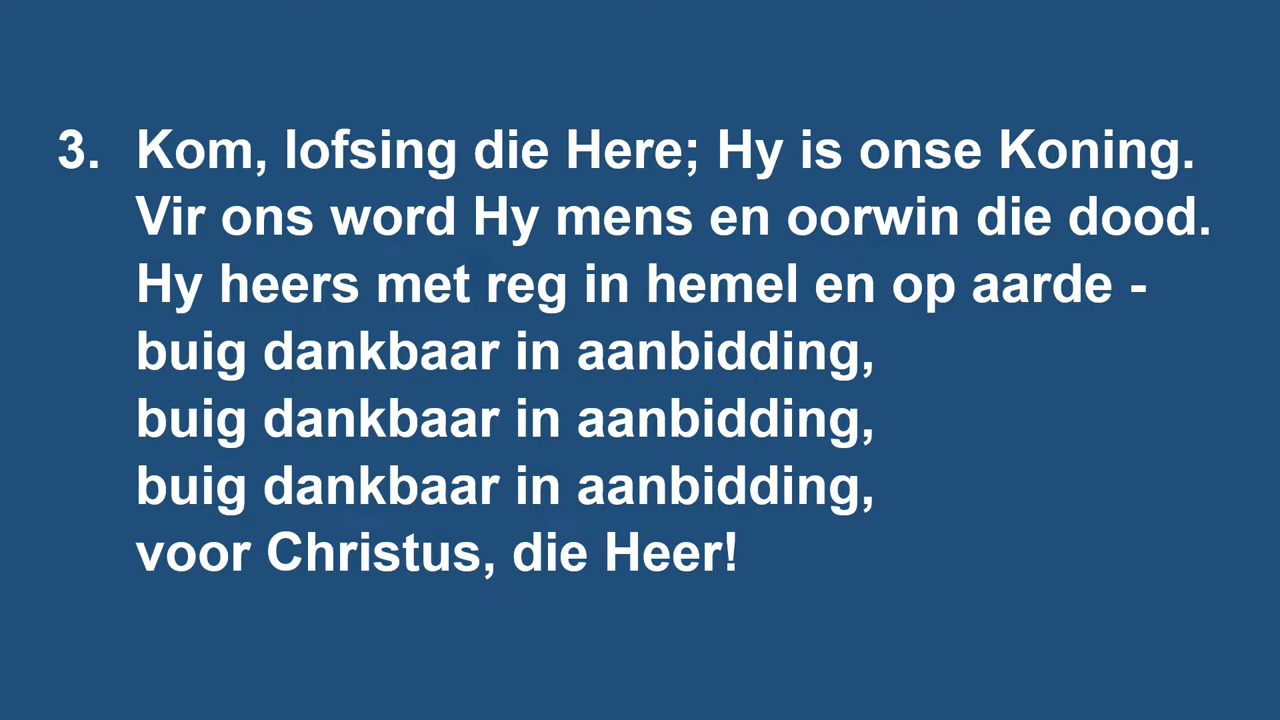 3. Kom, lofsing die Here; Hy is onse Koning.
Vir ons word Hy mens en oorwin die dood.
Hy heers met reg in hemel en op aarde -
buig dankbaar in aanbidding,
buig dankbaar in aanbidding,
buig dankbaar in aanbidding,
voor Christus, die Heer!